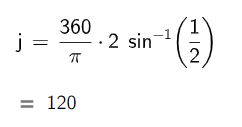 j = 360/π · 2 sin⁻¹(1/2)
= 120